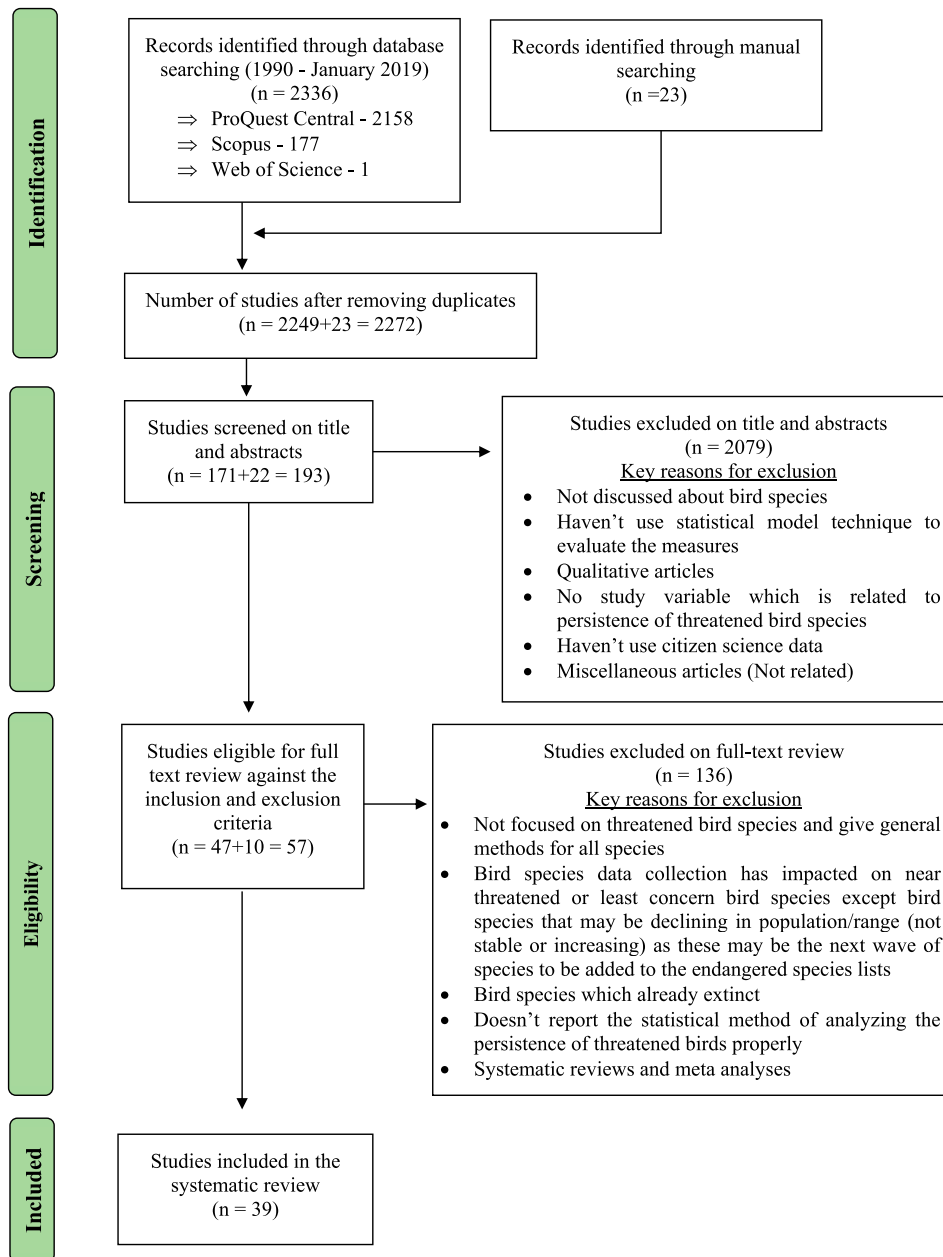 Identification
Records identified through database
searching (1990 - January 2019)
(n = 2336)
⇒ ProQuest Central - 2158
⇒ Scopus - 177
⇒ Web of Science - 1
Records identified through manual
searching
(n =23)
Number of studies after removing duplicates
(n = 2249+23 = 2272)
Screening
Studies screened on title
and abstracts
(n = 171+22 = 193)
Studies excluded on title and abstracts
(n = 2079)
Key reasons for exclusion
• Not discussed about bird species
• Haven't use statistical model technique to
evaluate the measures
• Qualitative articles
• No study variable which is related to
persistence of threatened bird species
• Haven't use citizen science data
• Miscellaneous articles (Not related)
Eligibility
Studies eligible for full
text review against the
inclusion and exclusion
criteria
(n = 47+10 = 57)
Studies excluded on full-text review
(n = 136)
Key reasons for exclusion
• Not focused on threatened bird species and give general
methods for all species
• Bird species data collection has impacted on near
threatened or least concern bird species except bird
species that may be declining in population/range (not
stable or increasing) as these may be the next wave of
species to be added to the endangered species lists
• Bird species which already extinct
• Doesn't report the statistical method of analyzing the
persistence of threatened birds properly
• Systematic reviews and meta analyses
Included
Studies included in the
systematic review
(n = 39)